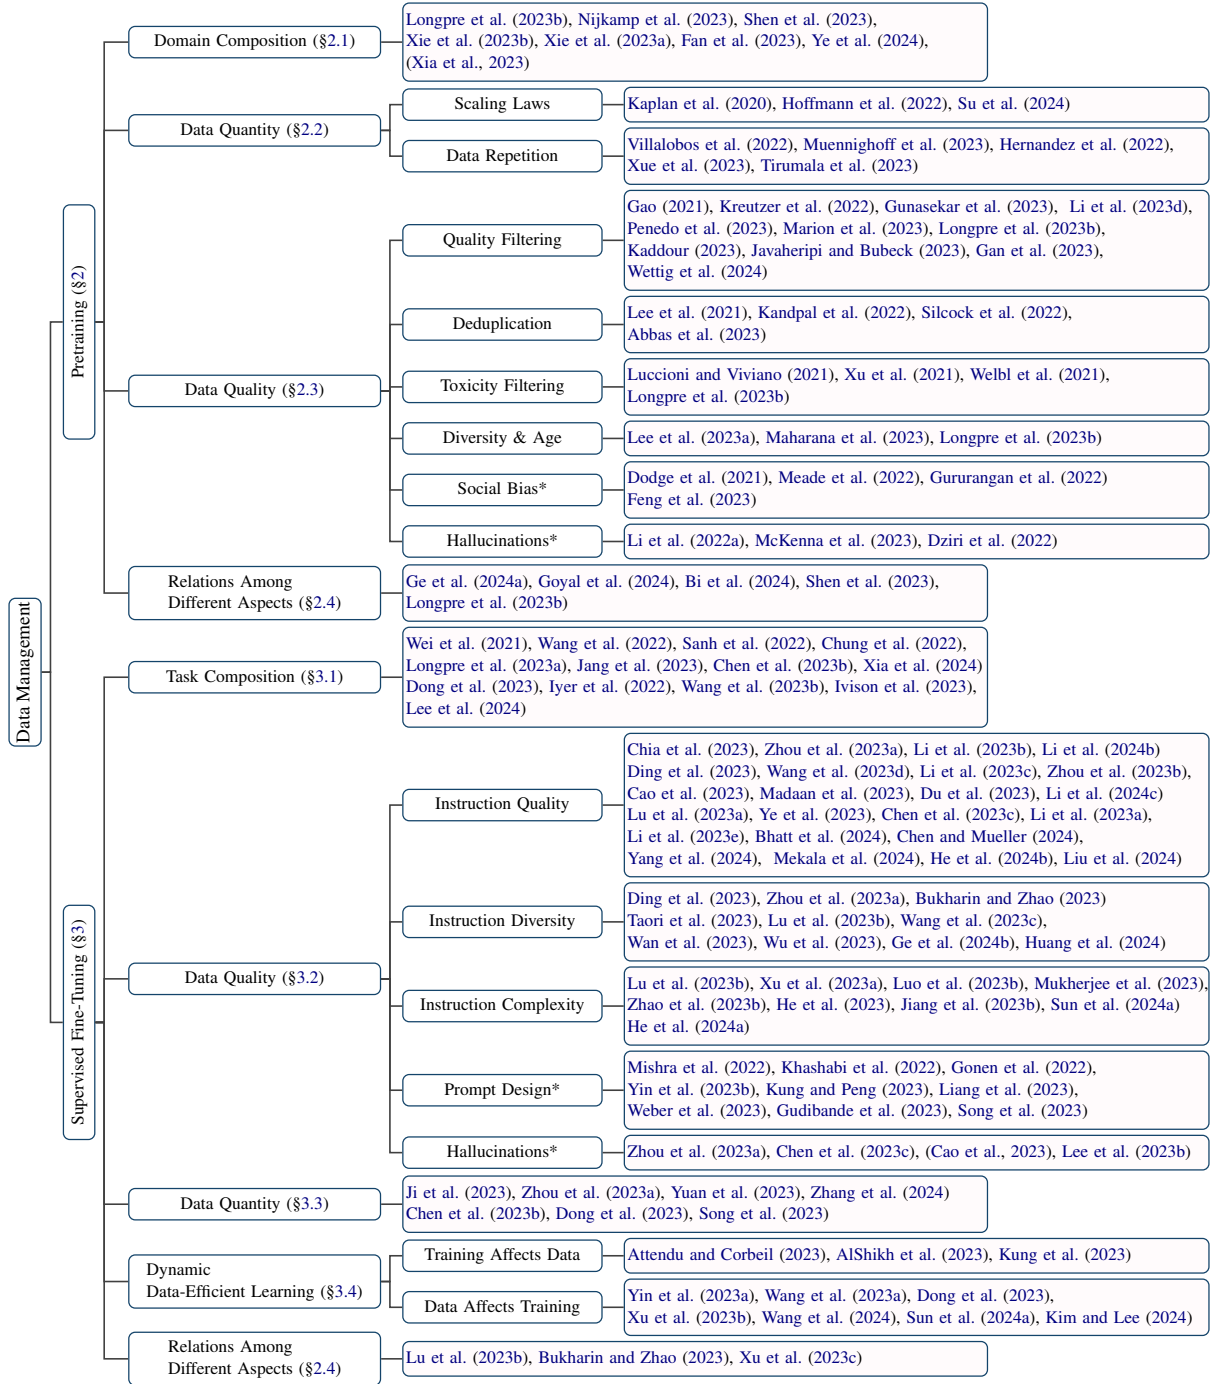 Data Management
Pretraining (§2)
Domain Composition (§2.1)
Longpre et al. (2023b), Nijkamp et al. (2023), Shen et al. (2023),
Xie et al. (2023b), Xie et al. (2023a), Fan et al. (2023), Ye et al. (2024),
(Xia et al., 2023)
Data Quantity (§2.2)
Scaling Laws
Kaplan et al. (2020), Hoffmann et al. (2022), Su et al. (2024)
Data Repetition
Villalobos et al. (2022), Muennighoff et al. (2023), Hernandez et al. (2022),
Xue et al. (2023), Tirumala et al. (2023)
Data Quality (§2.3)
Quality Filtering
Gao (2021), Kreutzer et al. (2022), Gunasekar et al. (2023), Li et al. (2023d),
Penedo et al. (2023), Marion et al. (2023), Longpre et al. (2023b),
Kaddour (2023), Javaheripi and Bubeck (2023), Gan et al. (2023),
Wettig et al. (2024)
Deduplication
Lee et al. (2021), Kandpal et al. (2022), Silcock et al. (2022),
Abbas et al. (2023)
Toxicity Filtering
Luccioni and Viviano (2021), Xu et al. (2021), Welbl et al. (2021),
Longpre et al. (2023b)
Diversity & Age
Lee et al. (2023a), Maharana et al. (2023), Longpre et al. (2023b)
Social Bias*
Dodge et al. (2021), Meade et al. (2022), Gururangan et al. (2022)
Feng et al. (2023)
Hallucinations*
Li et al. (2022a), McKenna et al. (2023), Dziri et al. (2022)
Relations Among
Different Aspects (§2.4)
Ge et al. (2024a), Goyal et al. (2024), Bi et al. (2024), Shen et al. (2023),
Longpre et al. (2023b)
Supervised Fine-Tuning (§3)
Task Composition (§3.1)
Wei et al. (2021), Wang et al. (2022), Sanh et al. (2022), Chung et al. (2022),
Longpre et al. (2023a), Jang et al. (2023), Chen et al. (2023b), Xia et al. (2024)
Dong et al. (2023), Iyer et al. (2022), Wang et al. (2023b), Ivison et al. (2023),
Lee et al. (2024)
Data Quality (§3.2)
Instruction Quality
Chia et al. (2023), Zhou et al. (2023a), Li et al. (2023b), Li et al. (2024b)
Ding et al. (2023), Wang et al. (2023d), Li et al. (2023c), Zhou et al. (2023b),
Cao et al. (2023), Madaan et al. (2023), Du et al. (2023), Li et al. (2024c)
Lu et al. (2023a), Ye et al. (2023), Chen et al. (2023c), Li et al. (2023a),
Li et al. (2023e), Bhatt et al. (2024), Chen and Mueller (2024),
Yang et al. (2024), Mekala et al. (2024), He et al. (2024b), Liu et al. (2024)
Instruction Diversity
Ding et al. (2023), Zhou et al. (2023a), Bukharin and Zhao (2023)
Taori et al. (2023), Lu et al. (2023b), Wang et al. (2023c),
Wan et al. (2023), Wu et al. (2023), Ge et al. (2024b), Huang et al. (2024)
Instruction Complexity
Lu et al. (2023b), Xu et al. (2023a), Luo et al. (2023b), Mukherjee et al. (2023),
Zhao et al. (2023b), He et al. (2023), Jiang et al. (2023b), Sun et al. (2024a)
He et al. (2024a)
Prompt Design*
Mishra et al. (2022), Khashabi et al. (2022), Gonen et al. (2022),
Yin et al. (2023b), Kung and Peng (2023), Liang et al. (2023),
Weber et al. (2023), Gudibande et al. (2023), Song et al. (2023)
Hallucinations*
Zhou et al. (2023a), Chen et al. (2023c), (Cao et al., 2023), Lee et al. (2023b)
Data Quantity (§3.3)
Ji et al. (2023), Zhou et al. (2023a), Yuan et al. (2023), Zhang et al. (2024)
Chen et al. (2023b), Dong et al. (2023), Song et al. (2023)
Dynamic
Data-Efficient Learning (§3.4)
Training Affects Data
Attendu and Corbeil (2023), AlShikh et al. (2023), Kung et al. (2023)
Data Affects Training
Yin et al. (2023a), Wang et al. (2023a), Dong et al. (2023),
Xu et al. (2023b), Wang et al. (2024), Sun et al. (2024a), Kim and Lee (2024)
Relations Among
Different Aspects (§2.4)
Lu et al. (2023b), Bukharin and Zhao (2023), Xu et al. (2023c)